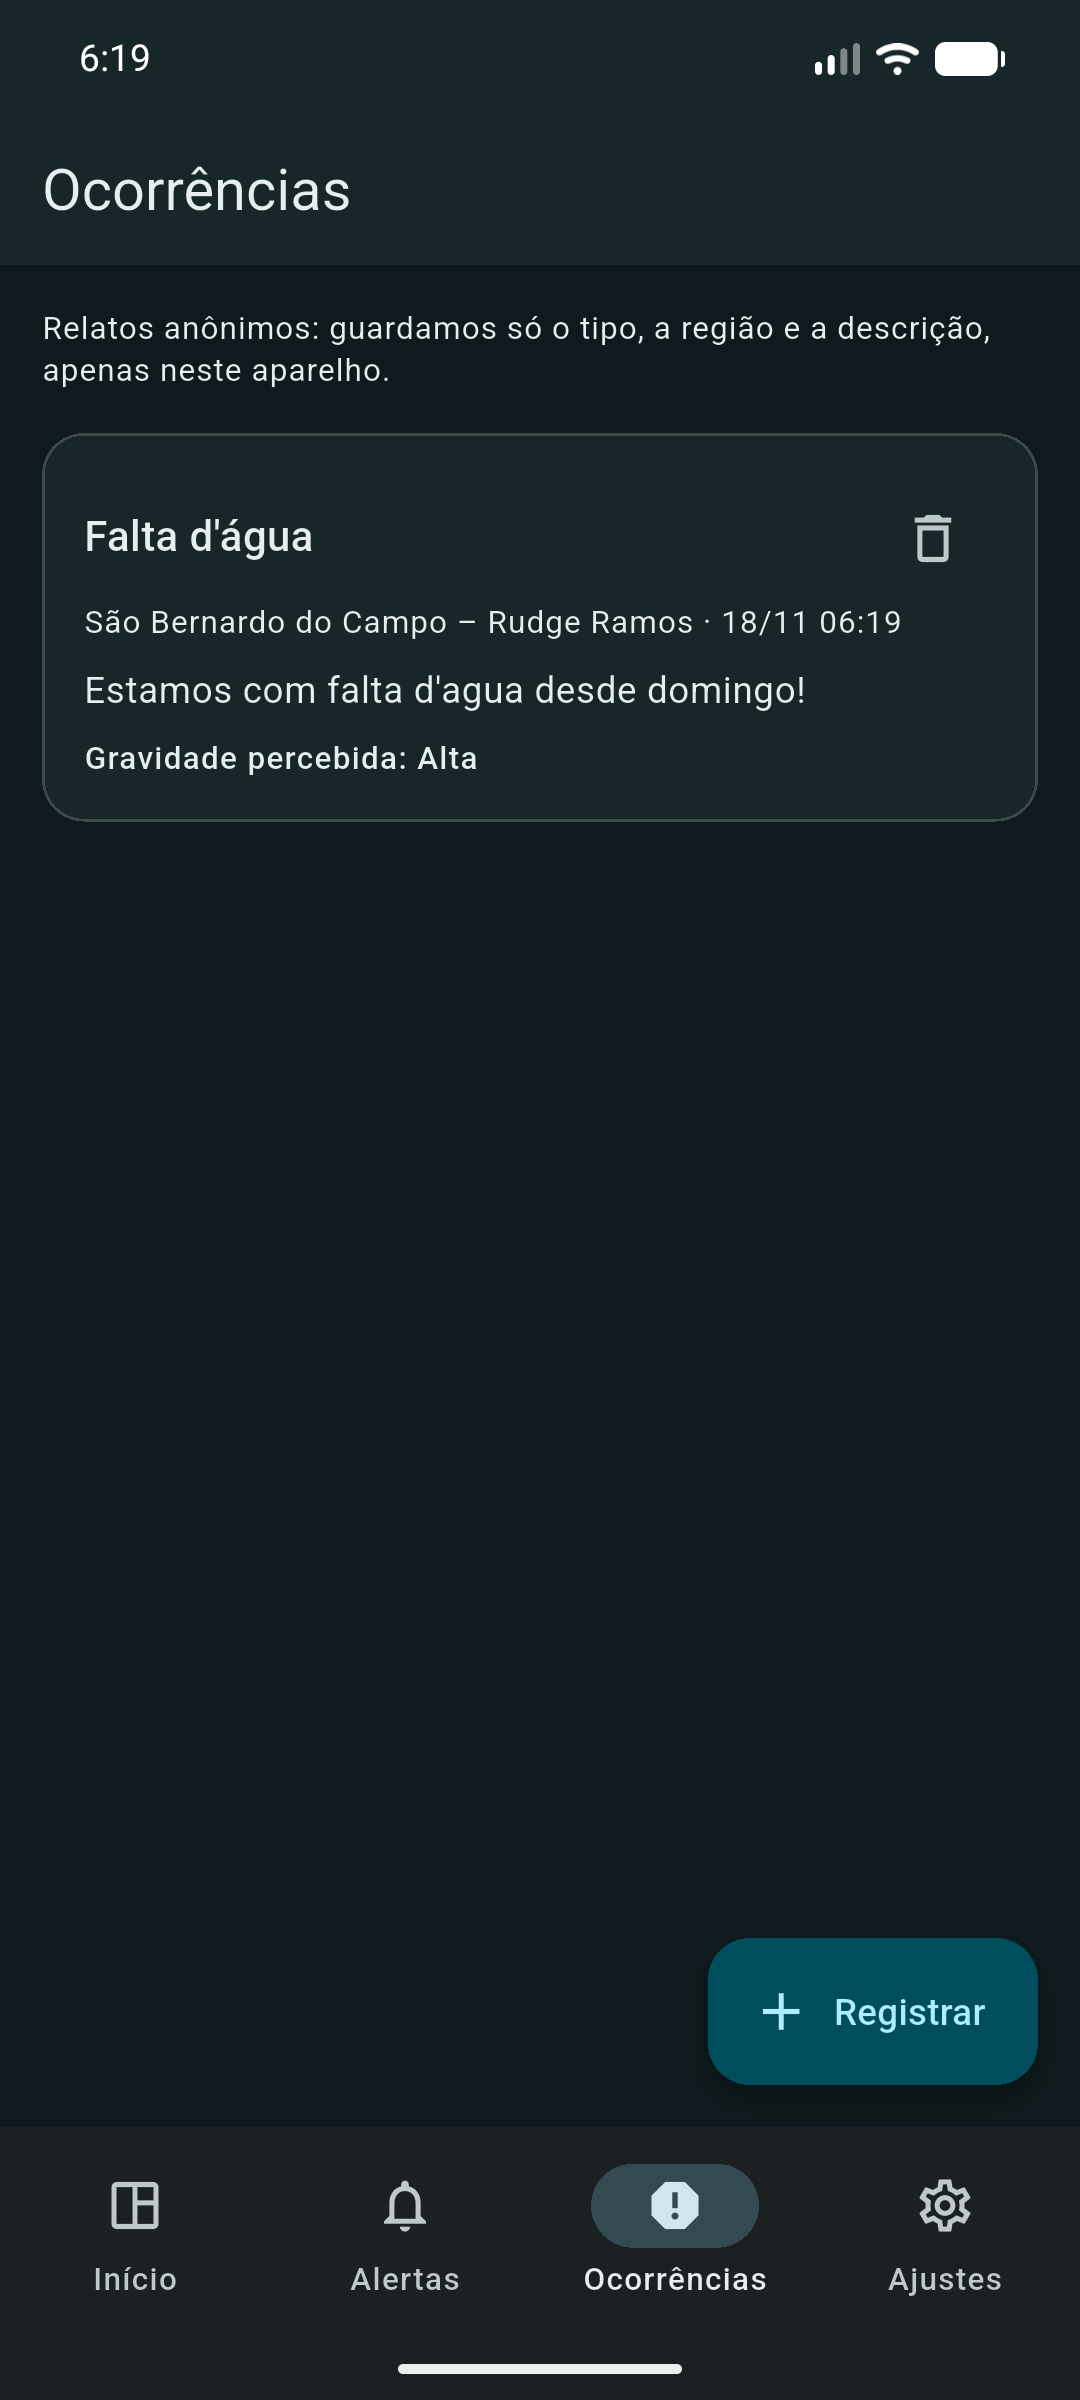 6:19
Ocorrências
Relatos anônimos: guardamos só o tipo, a região e a descrição,
apenas neste aparelho.
Falta d'água
São Bernardo do Campo – Rudge Ramos · 18/11 06:19
Estamos com falta d'agua desde domingo!
Gravidade percebida: Alta
Registrar
Início
Alertas
Ocorrências
Ajustes